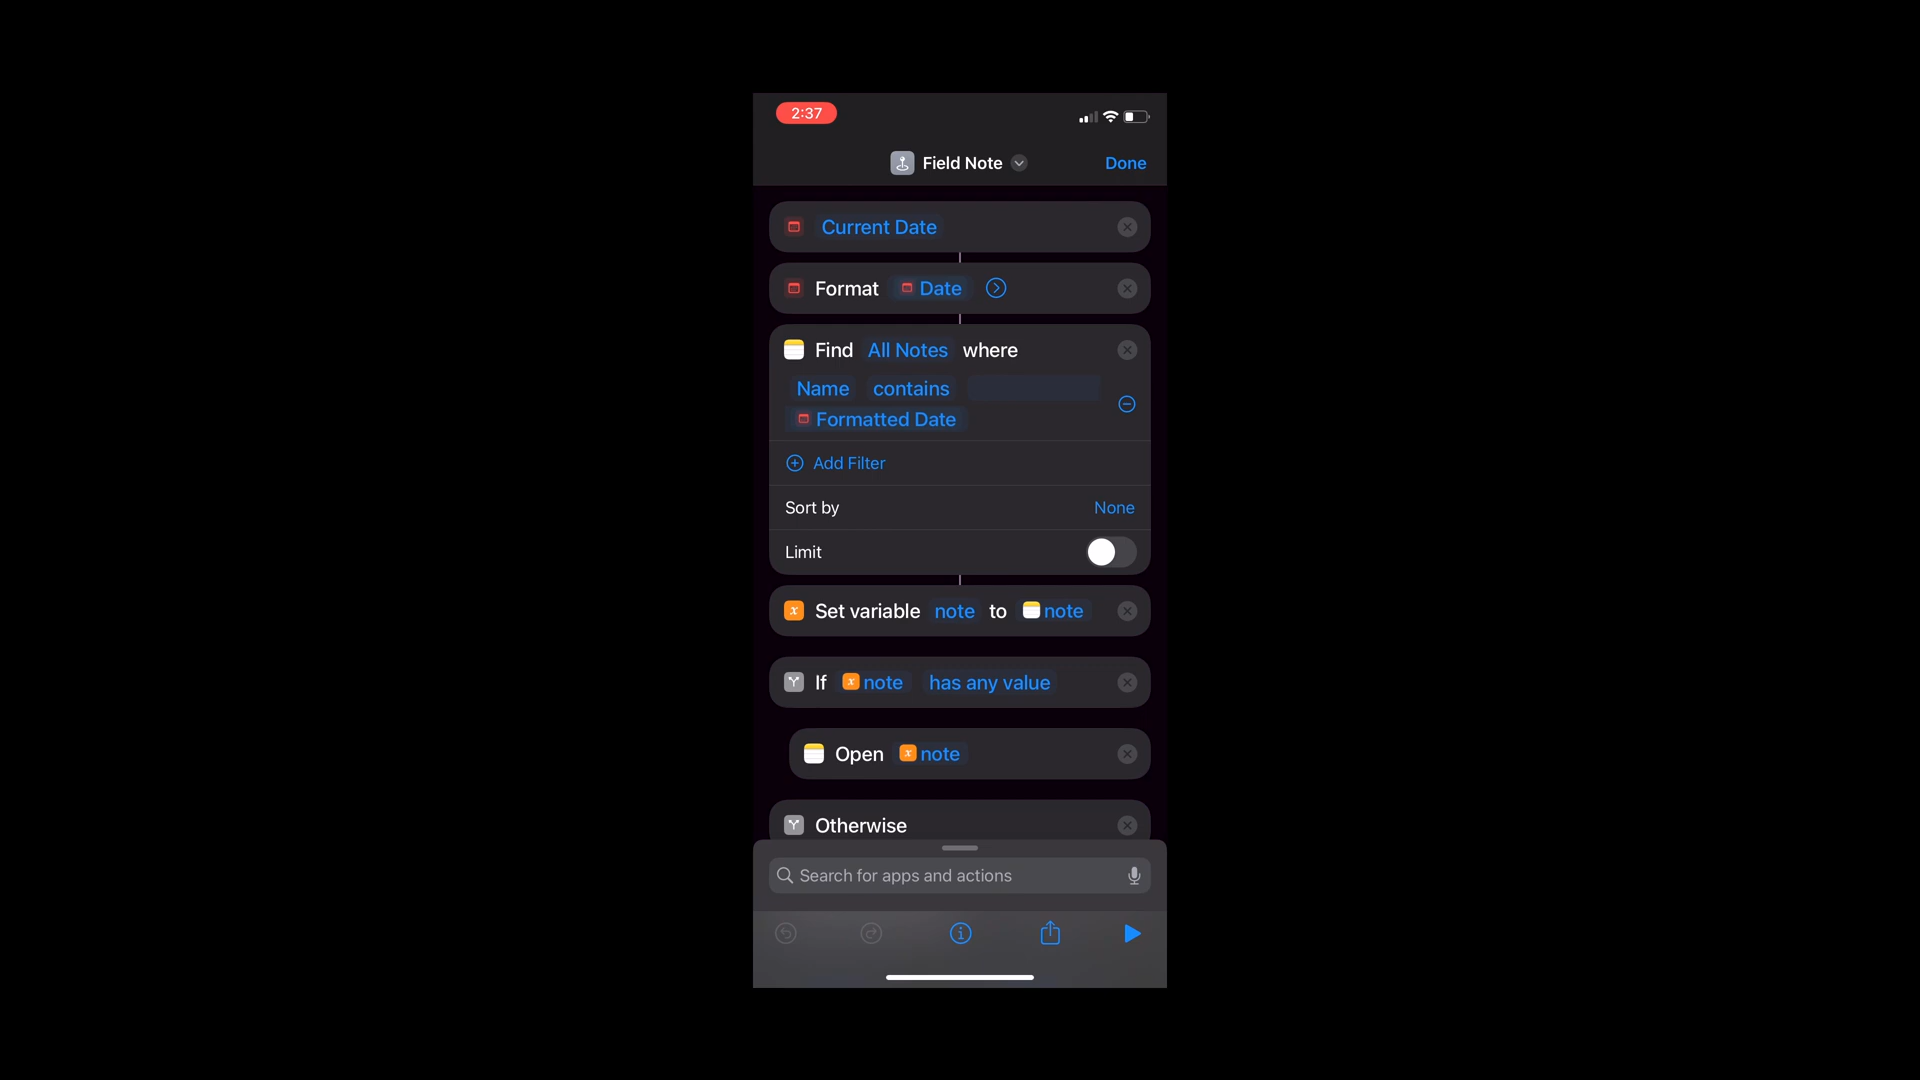 2:37
Field Note
Done
Current Date
Format Date
Find All Notes where
Name contains
Formatted Date
Add Filter
Sort by None
Limit
Set variable note to note
If note has any value
Open note
Otherwise
Search for apps and actions